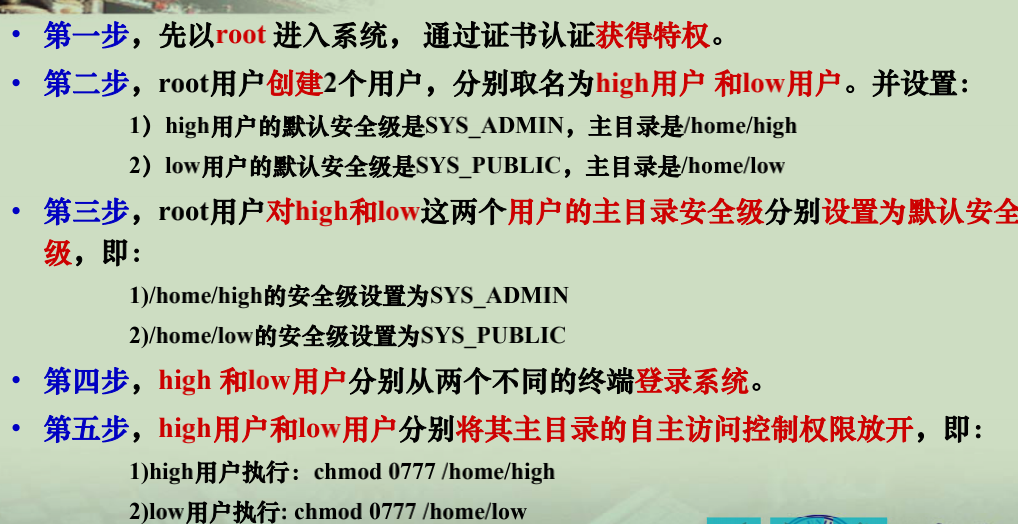 • 第一步，先以root 进入系统， 通过证书认证获得特权。
• 第二步，root用户创建2个用户，分别取名为high用户 和low用户。并设置：
1）high用户的默认安全级是SYS_ADMIN，主目录是/home/high
2）low用户的默认安全级是SYS_PUBLIC，主目录是/home/low
• 第三步，root用户对high和low这两个用户的主目录安全级分别设置为默认安全
级，即：
1)/home/high的安全级设置为SYS_ADMIN
2)/home/low的安全级设置为SYS_PUBLIC
• 第四步，high 和low用户分别从两个不同的终端登录系统。
• 第五步，high用户和low用户分别将其主目录的自主访问控制权限放开，即：
1)high用户执行：chmod 0777 /home/high
2)low用户执行: chmod 0777 /home/low